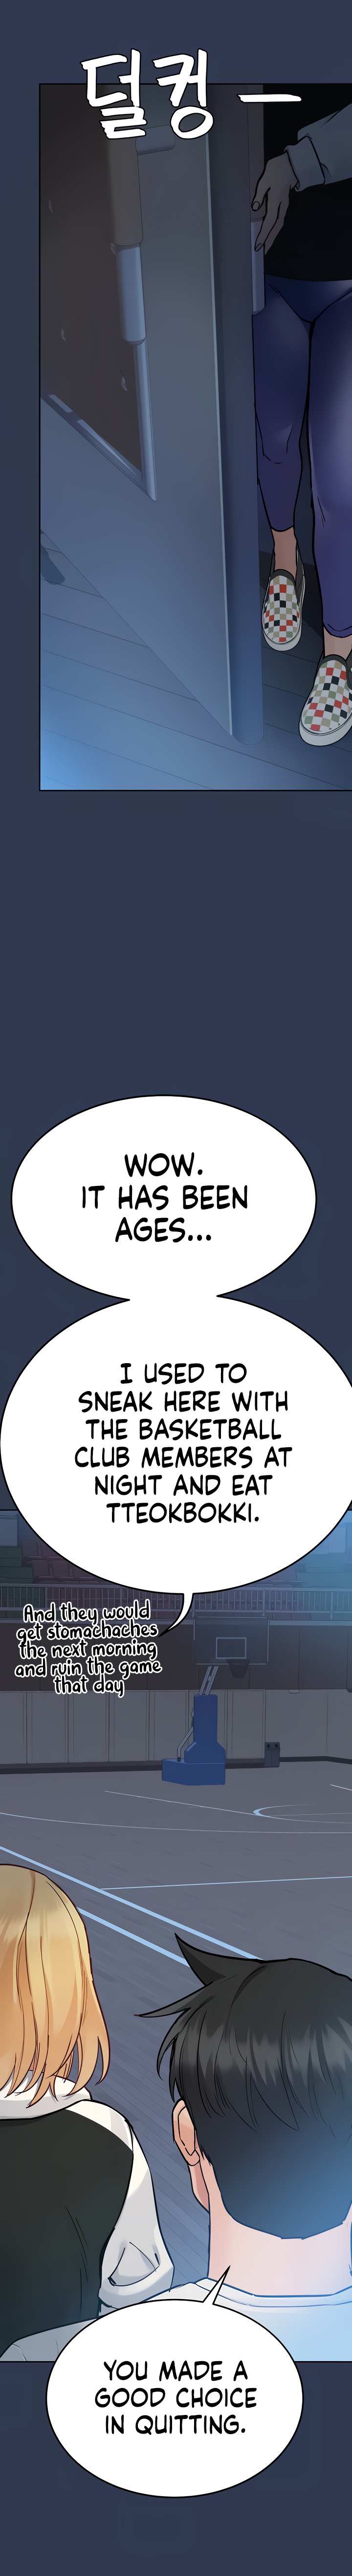 덜컹ー
WOW.
IT HAS BEEN
AGES...
I USED TO
SNEAK HERE WITH
THE BASKETBALL
CLUB MEMBERS AT
NIGHT AND EAT
TTEOKBOKKI.
And they would
get stomachaches
the next morning
and ruin the game
that day
YOU MADE A
GOOD CHOICE
IN QUITTING.